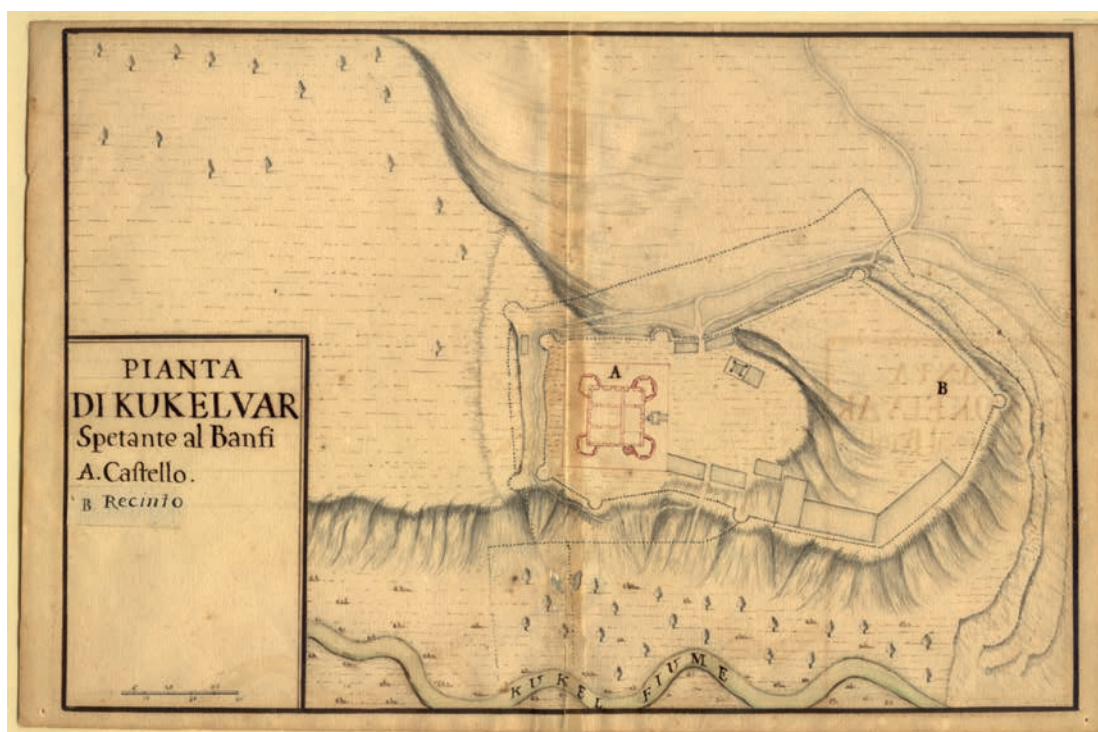 PIANTA
DI KUKELVAR
Spetante al Banfi
A. Castello.
B Recinto
A
B
KUKEL FIUME